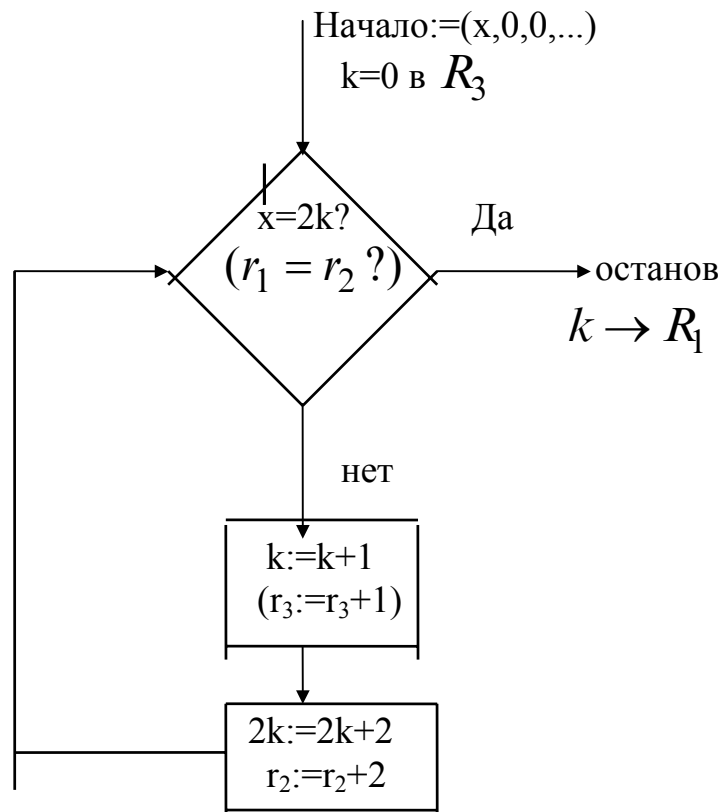 Начало:=(x,0,0,...)
k=0 в R₃
x=2k?
(r₁ = r₂ ?)
Да
останов
k → R₁
нет
k:=k+1
(r₃:=r₃+1)
2k:=2k+2
r₂:=r₂+2